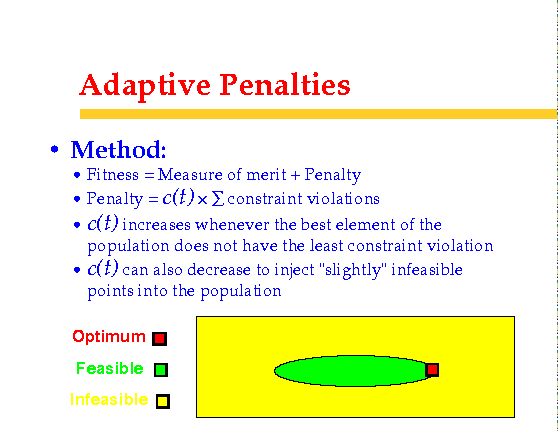 Adaptive Penalties
• Method:
• Fitness = Measure of merit + Penalty
• Penalty = c(t) × ∑ constraint violations
• c(t) increases whenever the best element of the
population does not have the least constraint violation
• c(t) can also decrease to inject "slightly" infeasible
points into the population
Optimum
Feasible
Infeasible